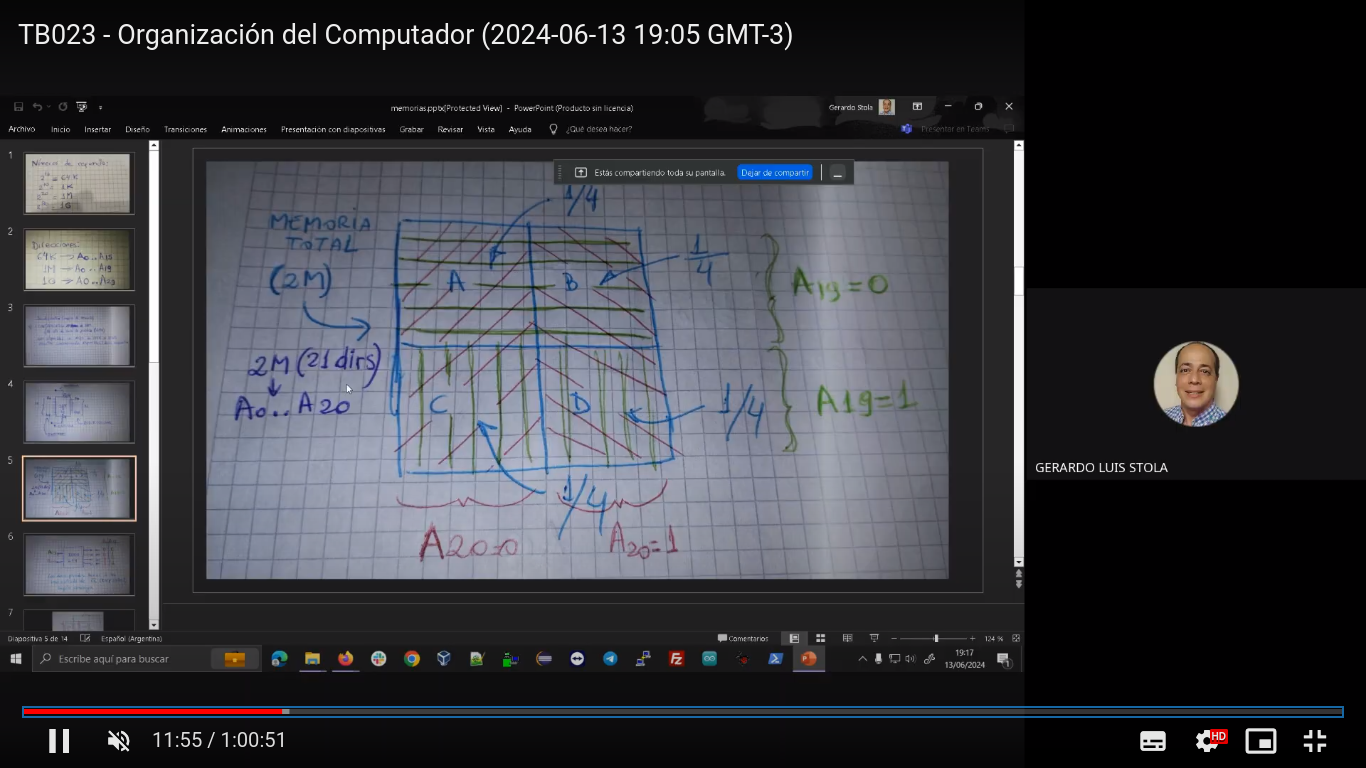 TB023 - Organización del Computador (2024-06-13 19:05 GMT-3)
memorias.pptx[Protected View] - PowerPoint (Producto sin licencia)
Gerardo Stola
Archivo Inicio Insertar Diseño Transiciones Animaciones Presentación con diapositivas Grabar Revisar Vista Ayuda ¿Qué desea hacer?
Presentar en Teams
Estás compartiendo toda su pantalla. Dejar de compartir
1
2
3
4
5
6
7
MEMORIA
TOTAL
(2M)
2M (21 dirs)
A0..A20
1/4
1/4
A
B
A19=0
C
D
1/4
A19=1
1/4
A20=0
A20=1
Diapositiva 5 de 14 Español (Argentina)
Comentarios
124 %
Escribe aquí para buscar
19:17
13/06/2024
GERARDO LUIS STOLA
11:55 / 1:00:51
HD